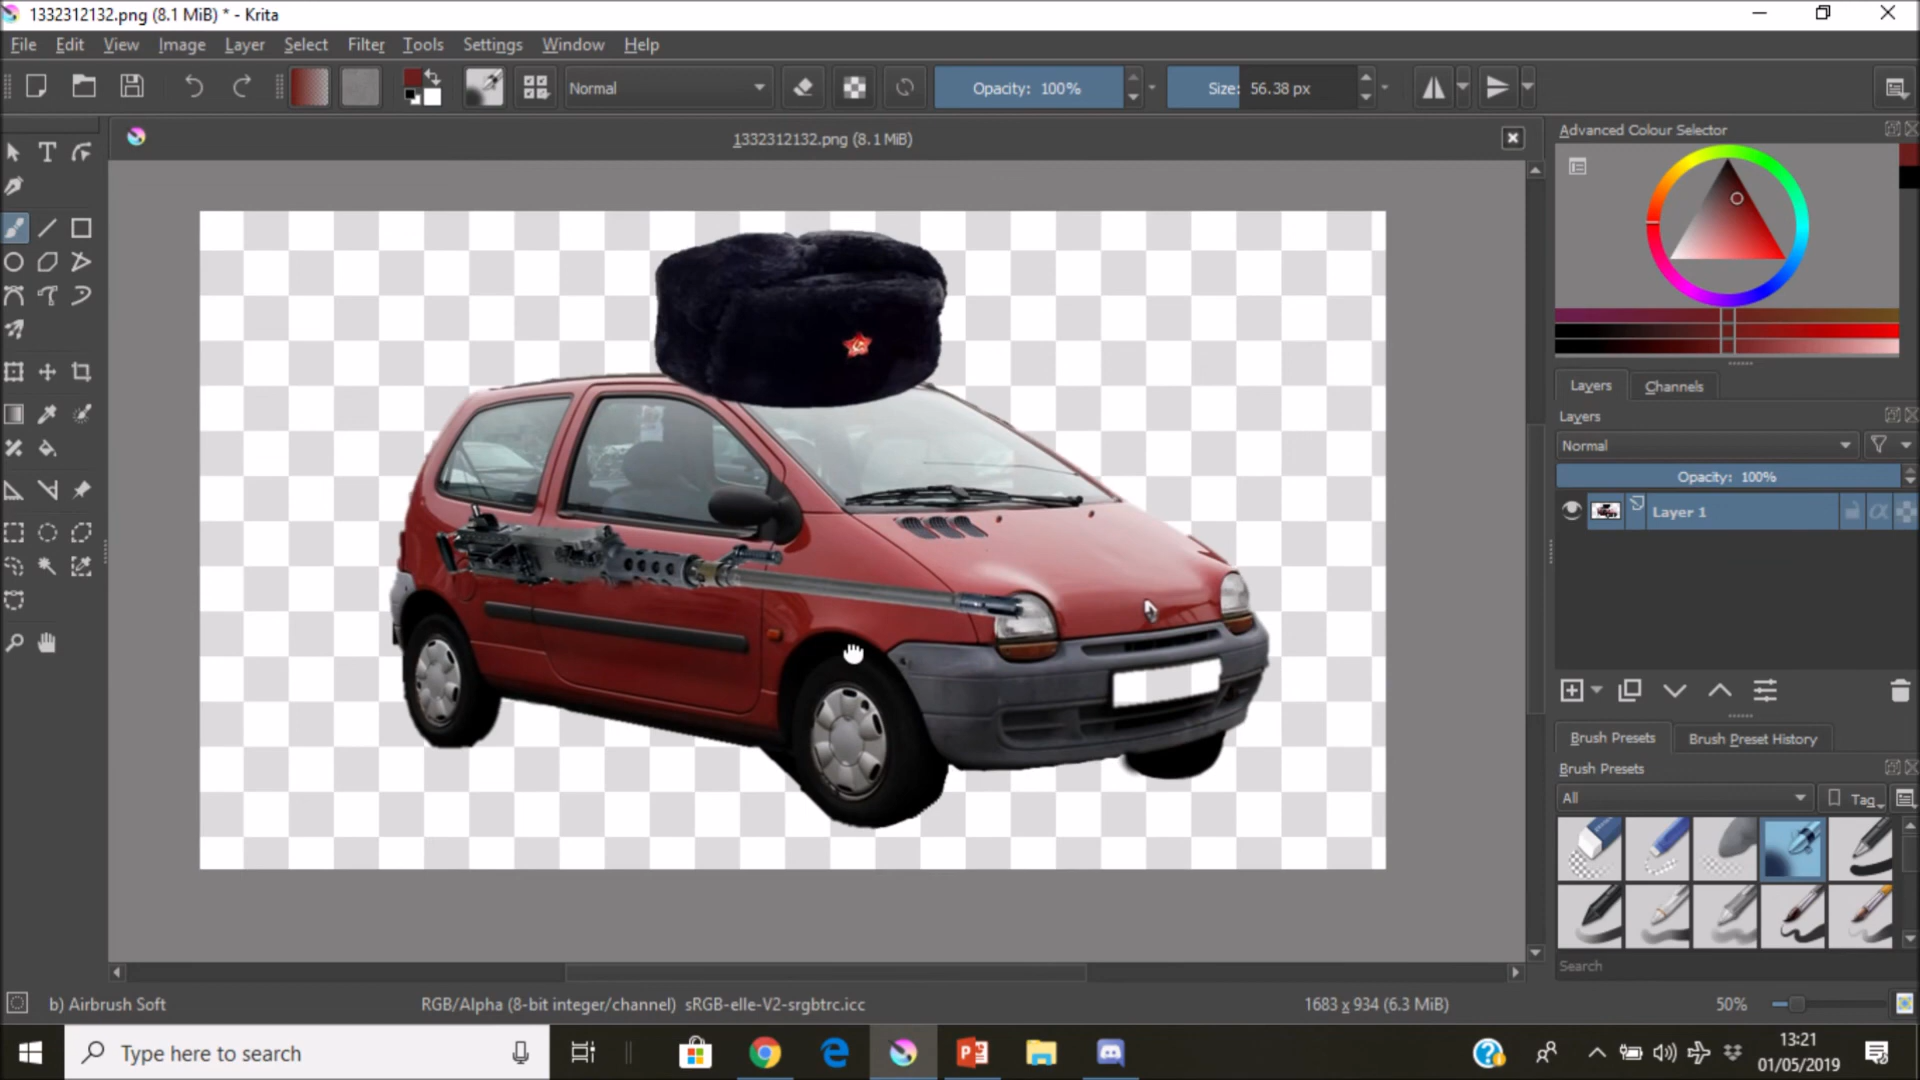 1332312132.png (8.1 MiB) * - Krita
File Edit View Image Layer Select Filter Tools Settings Window Help
Normal Opacity: 100% Size: 56.38 px
1332312132.png (8.1 MiB)
Advanced Colour Selector
Layers Channels
Layers
Normal
Opacity: 100%
Layer 1
Brush Presets Brush Preset History
Brush Presets
All Tag
Search
b) Airbrush Soft RGB/Alpha (8-bit integer/channel) sRGB-elle-V2-srgbtrc.icc 1683 x 934 (6.3 MiB) 50%
Type here to search
13:21
01/05/2019